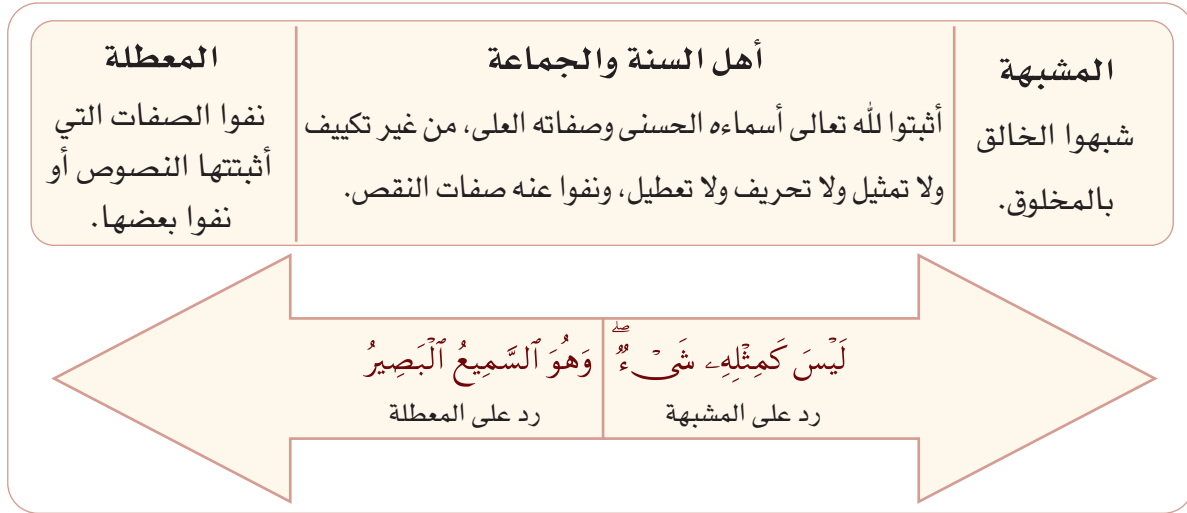 المشبهة
شبهوا الخالق
بالمخلوق.
أهل السنة والجماعة
أثبتوا لله تعالى أسماءه الحسنى وصفاته العلى، من غير تكييف
ولا تمثيل ولا تحريف ولا تعطيل، ونفوا عنه صفات النقص.
المعطلة
نفوا الصفات التي
أثبتتها النصوص أو
نفوا بعضها.
لَيْسَ كَمِثْلِهِۦ شَىْءٌۖ
رد على المشبهة
وَهُوَ ٱلسَّمِيعُ ٱلْبَصِيرُ
رد على المعطلة